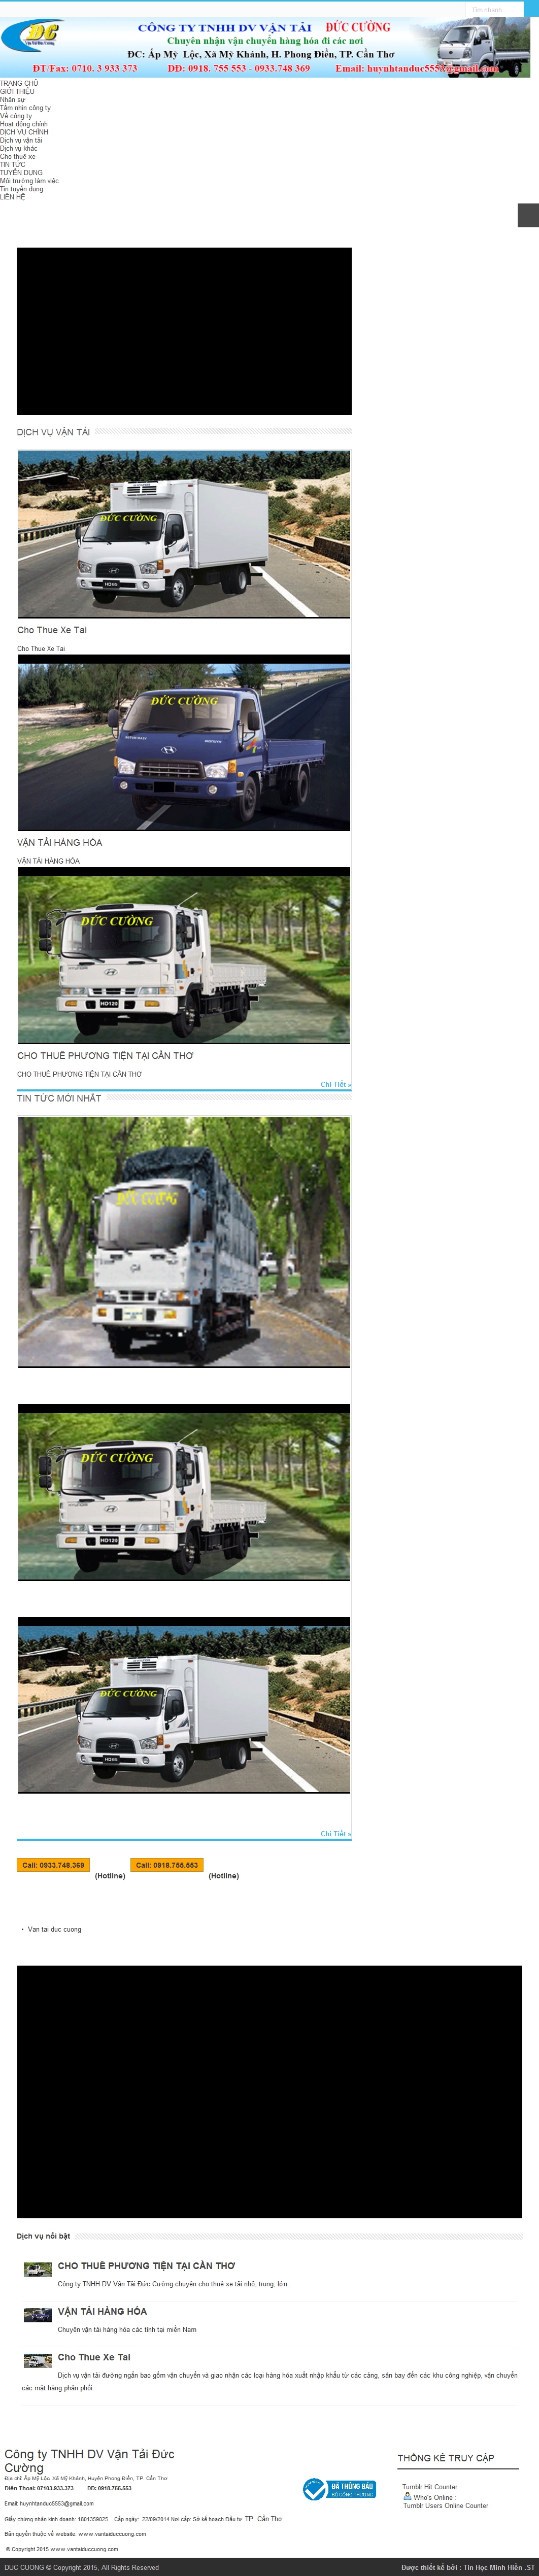 Tìm nhanh...
ĐC
Vận Tải Đức Cường
CÔNG TY TNHH DV VẬN TẢI ĐỨC CƯỜNG
Chuyên nhận vận chuyển hàng hóa đi các nơi
ĐC: Ấp Mỹ Lộc, Xã Mỹ Khánh, H. Phong Điền, TP. Cần Thơ
ĐT/Fax: 0710. 3 933 373 DĐ: 0918. 755 553 - 0933.748 369 Email: huynhtanduc5553@gmail.com
TRANG CHỦ
GIỚI THIỆU
Nhân sự
Tầm nhìn công ty
Về công ty
Hoạt động chính
DỊCH VỤ CHÍNH
Dịch vụ vận tải
Dịch vụ khác
Cho thuê xe
TIN TỨC
TUYỂN DỤNG
Môi trường làm việc
Tin tuyển dụng
LIÊN HỆ
DỊCH VỤ VẬN TẢI
ĐỨC CƯỜNG
HD65
Cho Thue Xe Tai
Cho Thue Xe Tai
ĐỨC CƯỜNG
VẬN TẢI HÀNG HÓA
VẬN TẢI HÀNG HÓA
ĐỨC CƯỜNG
HYUNDAI
HD120
CHO THUÊ PHƯƠNG TIỆN TẠI CẦN THƠ
CHO THUÊ PHƯƠNG TIỆN TẠI CẦN THƠ
Chi Tiết »
TIN TỨC MỚI NHẤT
ĐỨC CƯỜNG
ĐỨC CƯỜNG
HYUNDAI
HD120
ĐỨC CƯỜNG
HD65
Chi Tiết »
Call: 0933.748.369 (Hotline) Call: 0918.755.553 (Hotline)
Van tai duc cuong
Dịch vụ nổi bật
CHO THUÊ PHƯƠNG TIỆN TẠI CẦN THƠ
Công ty TNHH DV Vận Tải Đức Cường chuyên cho thuê xe tải nhỏ, trung, lớn.
VẬN TẢI HÀNG HÓA
Chuyên vận tải hàng hóa các tỉnh tại miền Nam
Cho Thue Xe Tai
Dịch vụ vận tải đường ngắn bao gồm vận chuyển và giao nhận các loại hàng hóa xuất nhập khẩu từ các cảng, sân bay đến các khu công nghiệp, vận chuyển
các mặt hàng phân phối.
Công ty TNHH DV Vận Tải Đức
Cường
Địa chỉ: Ấp Mỹ Lộc, Xã Mỹ Khánh, Huyện Phong Điền, TP. Cần Thơ
Điện Thoại: 07103.933.373 DĐ: 0918.755.553
Email: huynhtanduc5553@gmail.com
Giấy chứng nhận kinh doanh: 1801359025 Cấp ngày: 22/09/2014 Nơi cấp: Sở kế hoạch Đầu tư TP. Cần Thơ
Bản quyền thuộc về website: www.vantaiduccuong.com
© Copyright 2015 www.vantaiduccuong.com
ĐÃ THÔNG BÁO
BỘ CÔNG THƯƠNG
THỐNG KÊ TRUY CẬP
Tumblr Hit Counter
Who's Online :
Tumblr Users Online Counter
DUC CUONG © Copyright 2015, All Rights Reserved
Được thiết kế bởi : Tin Học Minh Hiển .ST